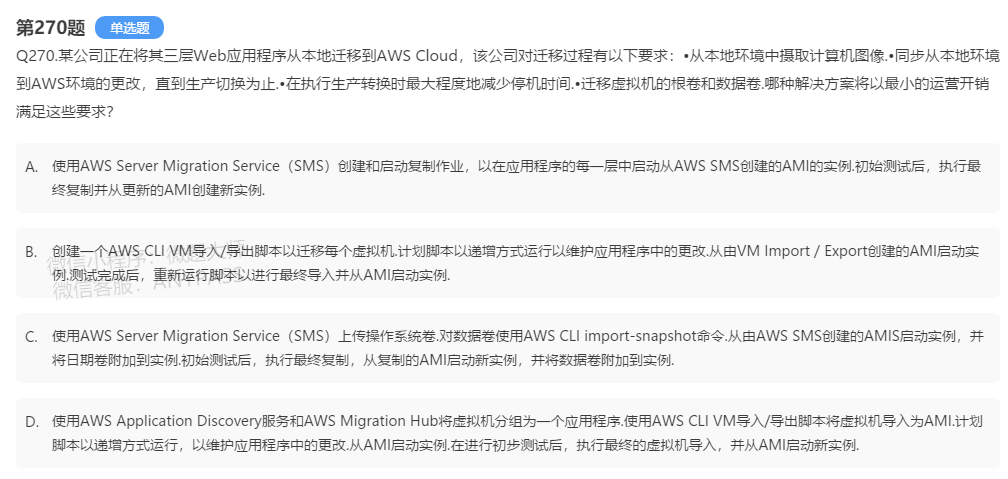 第270题 单选题
Q270.某公司正在将其三层Web应用程序从本地迁移到AWS Cloud，该公司对迁移过程有以下要求：•从本地环境中摄取计算机图像.•同步从本地环境
到AWS环境的更改，直到生产切换为止.•在执行生产转换时最大程度地减少停机时间.•迁移虚拟机的根卷和数据卷.哪种解决方案将以最小的运营开销
满足这些要求？
A. 使用AWS Server Migration Service（SMS）创建和启动复制作业，以在应用程序的每一层中启动从AWS SMS创建的AMI的实例.初始测试后，执行最
终复制并从更新的AMI创建新实例.
B. 创建一个AWS CLI VM导入/导出脚本以迁移每个虚拟机.计划脚本以递增方式运行以维护应用程序中的更改.从由VM Import / Export创建的AMI启动实
例.测试完成后，重新运行脚本以进行最终导入并从AMI启动实例.
微信小程序：
微信客服：
C. 使用AWS Server Migration Service（SMS）上传操作系统卷.对数据卷使用AWS CLI import-snapshot命令.从由AWS SMS创建的AMIS启动实例，并
将日期卷附加到实例.初始测试后，执行最终复制，从复制的AMI启动新实例，并将数据卷附加到实例.
D. 使用AWS Application Discovery服务和AWS Migration Hub将虚拟机分组为一个应用程序.使用AWS CLI VM导入/导出脚本将虚拟机导入为AMI.计划
脚本以递增方式运行，以维护应用程序中的更改.从AMI启动实例.在进行初步测试后，执行最终的虚拟机导入，并从AMI启动新实例.